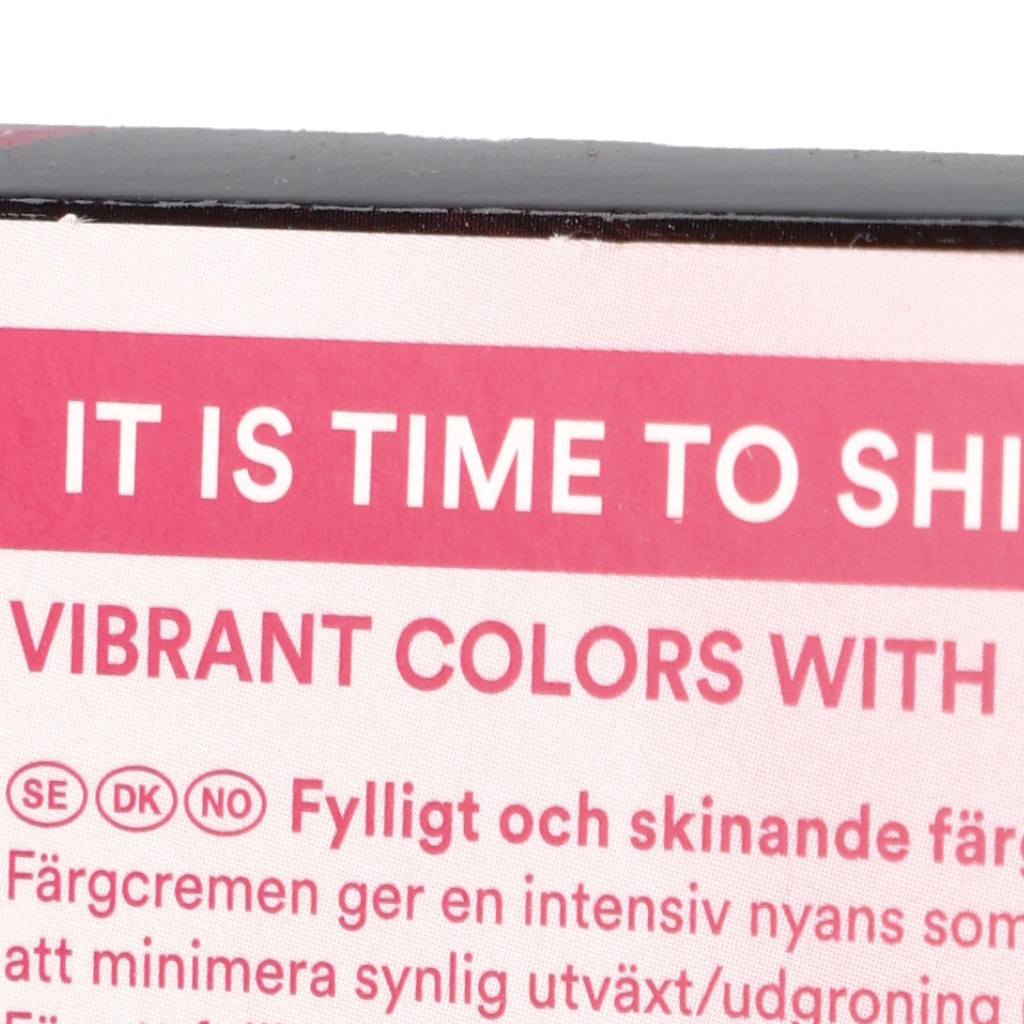 IT IS TIME TO SHI
VIBRANT COLORS WITH
SE DK NO Fylligt och skinande färg
Färgcremen ger en intensiv nyans som
att minimera synlig utväxt/udgroning